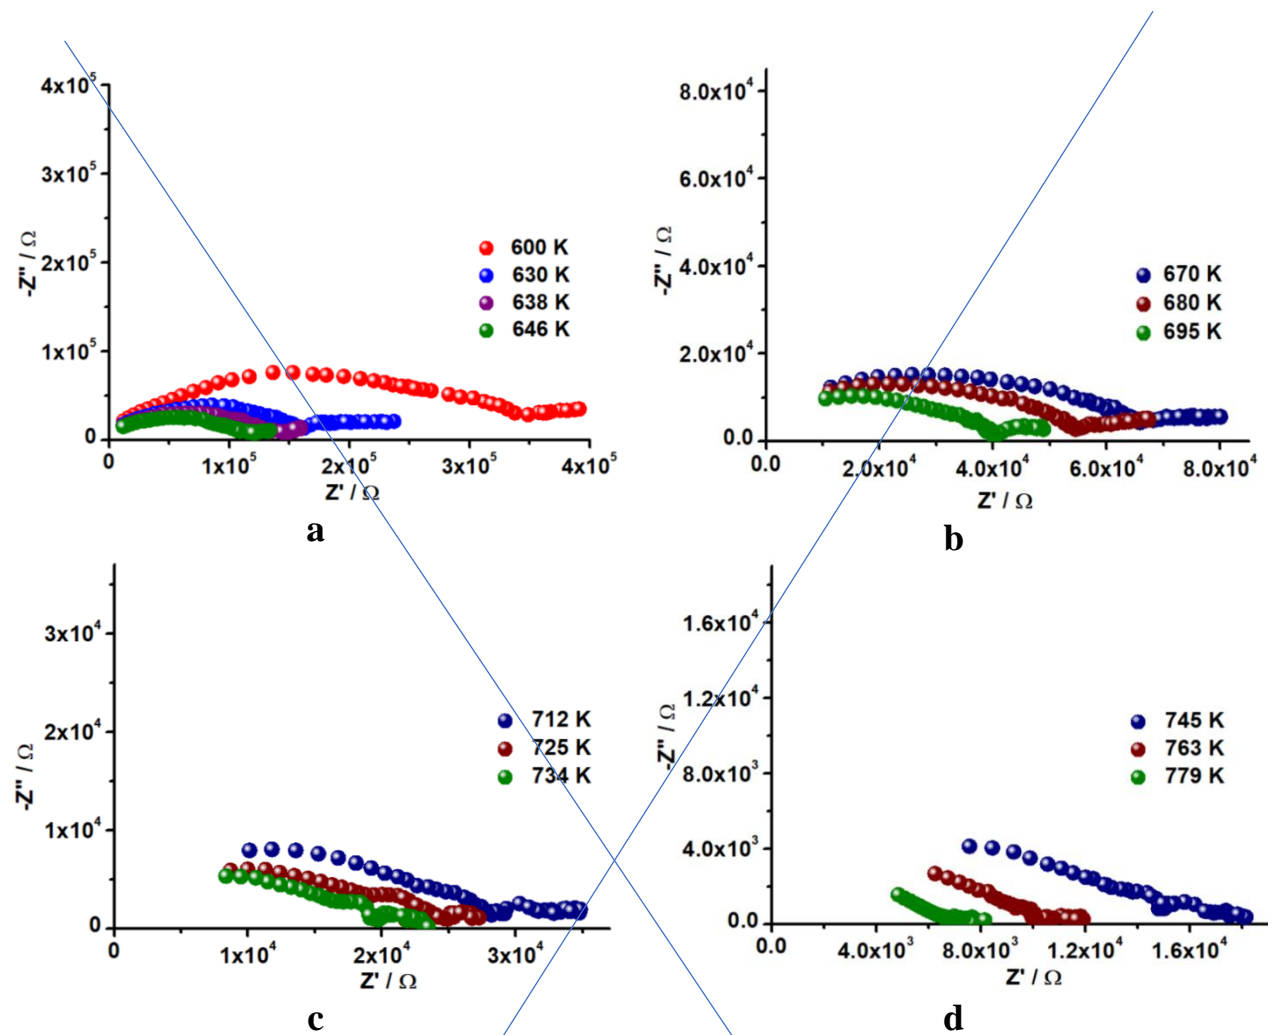 4x10⁵
3x10⁵
2x10⁵
1x10⁵
0
-Z" / Ω
600 K
630 K
638 K
646 K
0 1x10⁵ 2x10⁵ 3x10⁵ 4x10⁵
Z' / Ω
a
8.0x10⁴
6.0x10⁴
4.0x10⁴
2.0x10⁴
0.0
-Z" / Ω
670 K
680 K
695 K
0.0 2.0x10⁴ 4.0x10⁴ 6.0x10⁴ 8.0x10⁴
Z' / Ω
b
3x10⁴
2x10⁴
1x10⁴
0
-Z" / Ω
712 K
725 K
734 K
0 1x10⁴ 2x10⁴ 3x10⁴
Z' / Ω
c
1.6x10⁴
1.2x10⁴
8.0x10³
4.0x10³
0.0
-Z" / Ω
745 K
763 K
779 K
0.0 4.0x10³ 8.0x10³ 1.2x10⁴ 1.6x10⁴
Z' / Ω
d